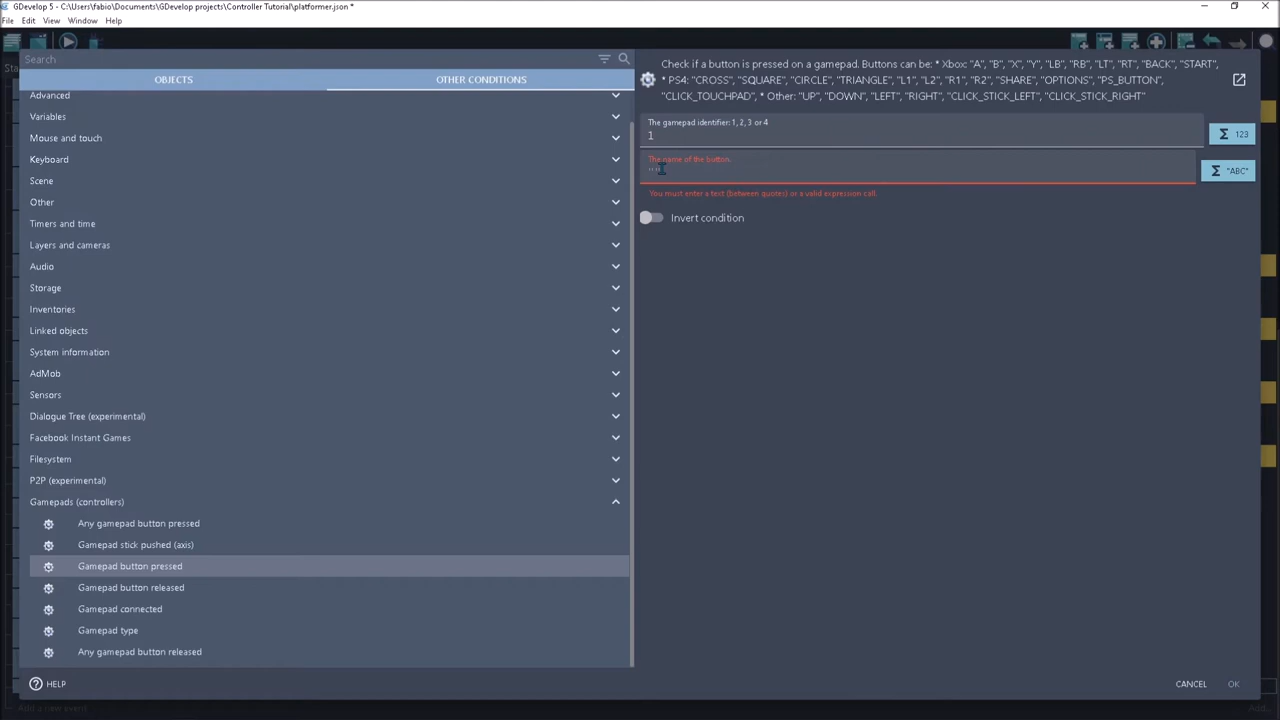 GDevelop 5 - C:\Users\fabio\Documents\GDevelop projects\Controller Tutorial\platformer.json *
File Edit View Window Help
Search
OBJECTS OTHER CONDITIONS
Advanced
Variables
Mouse and touch
Keyboard
Scene
Other
Timers and time
Layers and cameras
Audio
Storage
Inventories
Linked objects
System information
AdMob
Sensors
Dialogue Tree (experimental)
Facebook Instant Games
Filesystem
P2P (experimental)
Gamepads (controllers)
Any gamepad button pressed
Gamepad stick pushed (axis)
Gamepad button pressed
Gamepad button released
Gamepad connected
Gamepad type
Any gamepad button released
HELP
Check if a button is pressed on a gamepad. Buttons can be: * Xbox: "A", "B", "X", "Y", "LB", "RB", "LT", "RT", "BACK", "START",
* PS4: "CROSS", "SQUARE", "CIRCLE", "TRIANGLE", "L1", "L2", "R1", "R2", "SHARE", "OPTIONS", "PS_BUTTON",
"CLICK_TOUCHPAD", * Other: "UP", "DOWN", "LEFT", "RIGHT", "CLICK_STICK_LEFT", "CLICK_STICK_RIGHT"
The gamepad identifier: 1, 2, 3 or 4
1
Σ 123
The name of the button.
Σ "ABC"
You must enter a text (between quotes) or a valid expression call.
Invert condition
CANCEL OK
Add a new event
Add...